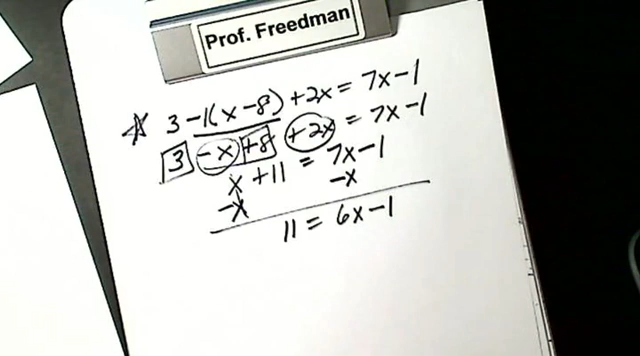 Prof. Freedman
3 -1(x-8) +2x = 7x-1
3 -x +8 +2x = 7x-1
x +11 = 7x-1
-x -x
11 = 6x-1